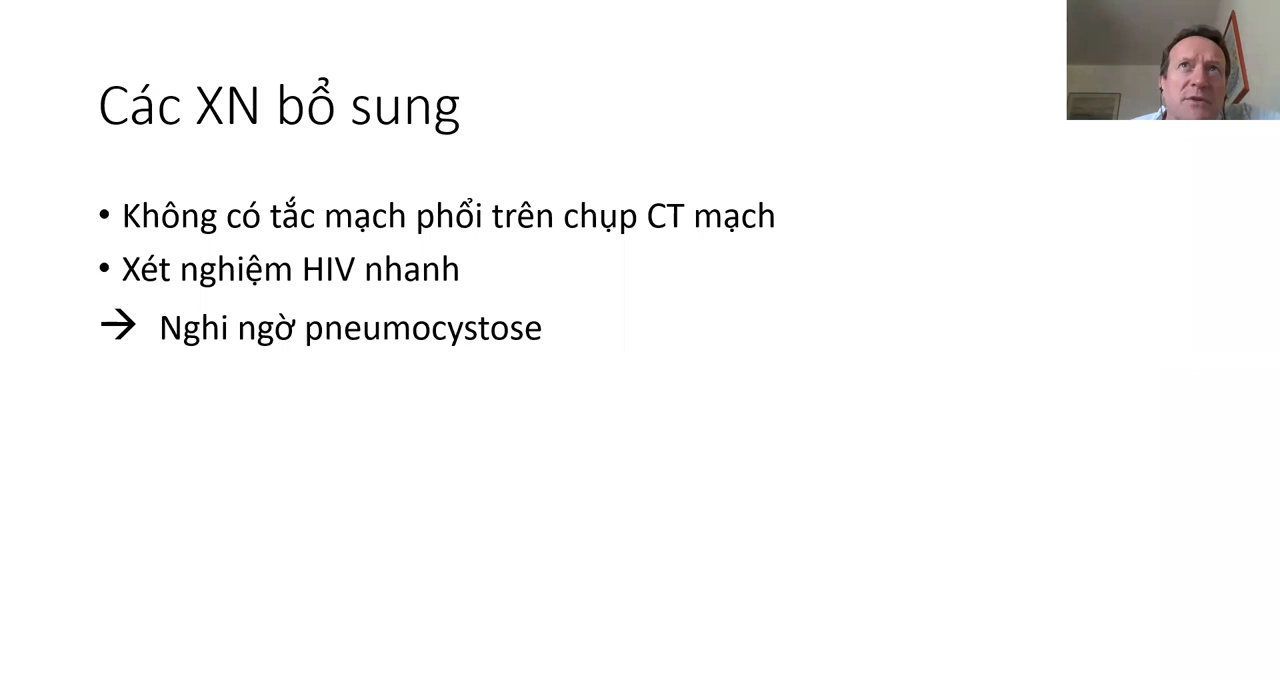 Các XN bổ sung
• Không có tắc mạch phổi trên chụp CT mạch
• Xét nghiệm HIV nhanh
→ Nghi ngờ pneumocystose